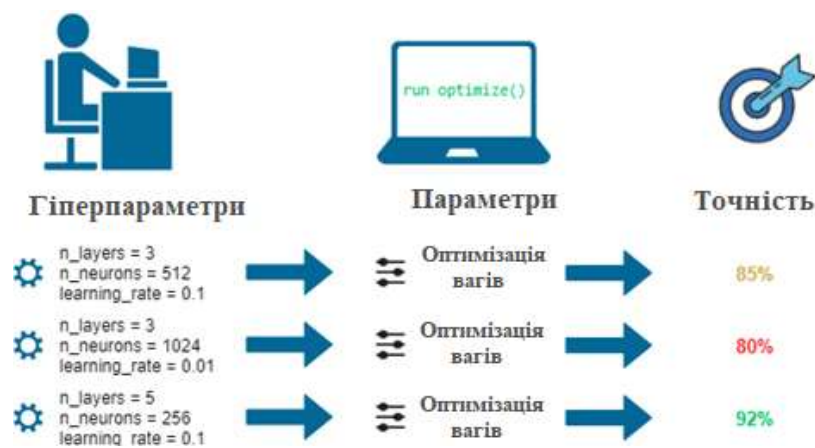 run optimize()
Гіперпараметри
Параметри
Точність
n_layers = 3
n_neurons = 512
learning_rate = 0.1
Оптимізація
вагів
85%
n_layers = 3
n_neurons = 1024
learning_rate = 0.01
Оптимізація
вагів
80%
n_layers = 5
n_neurons = 256
learning_rate = 0.1
Оптимізація
вагів
92%